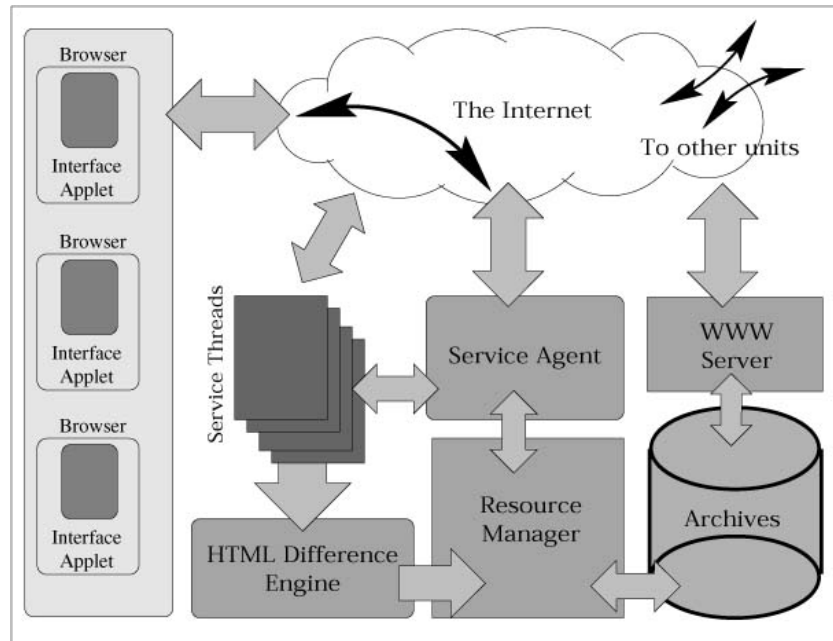 Browser
Interface
Applet
Browser
Interface
Applet
Browser
Interface
Applet
The Internet
To other units
Service Threads
Service Agent
WWW
Server
HTML Difference
Engine
Resource
Manager
Archives